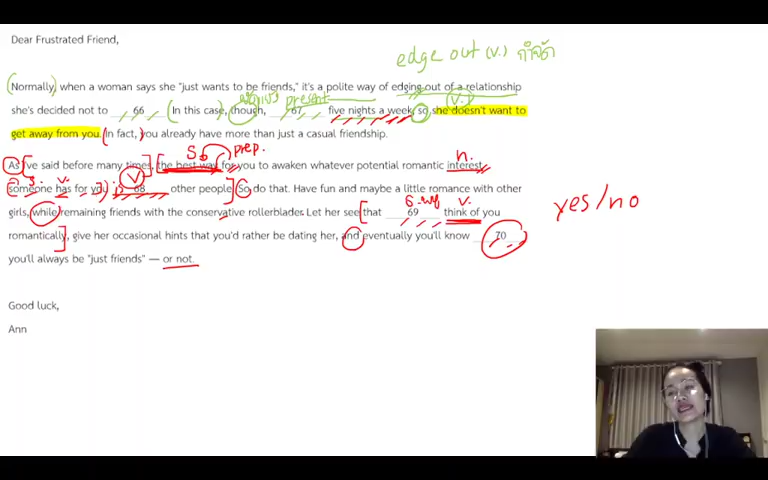 Dear Frustrated Friend,
edge out (v.) กำจัด
Normally, when a woman says she "just wants to be friends," it's a polite way of edging out of a relationship
present v.1
she's decided not to 66 (In this case, though, 67 five nights a week, so she doesn't want to
get away from you. (In fact,) you already have more than just a casual friendship.
S prep. n.
As [I've said before many times,] [the best way for you to awaken whatever potential romantic interest
s. v. V
someone has for you is 68 other people] So do that. Have fun and maybe a little romance with other
v.
girls, while remaining friends with the conservative rollerblader. Let her see [that 69 think of you
yes/no
romantically], give her occasional hints that you'd rather be dating her, and eventually you'll know 70
you'll always be "just friends" — or not.
Good luck,
Ann